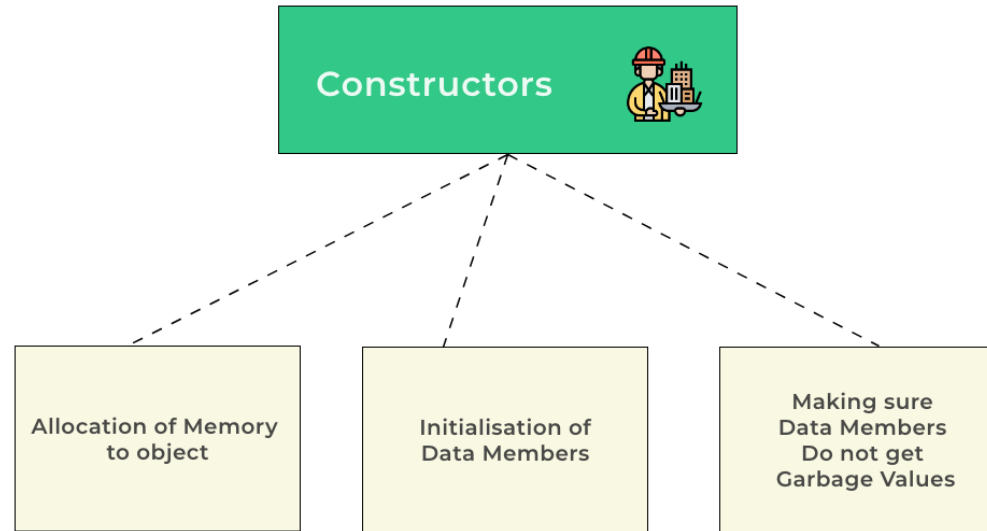 Constructors
Allocation of Memory
to object
Initialisation of
Data Members
Making sure
Data Members
Do not get
Garbage Values